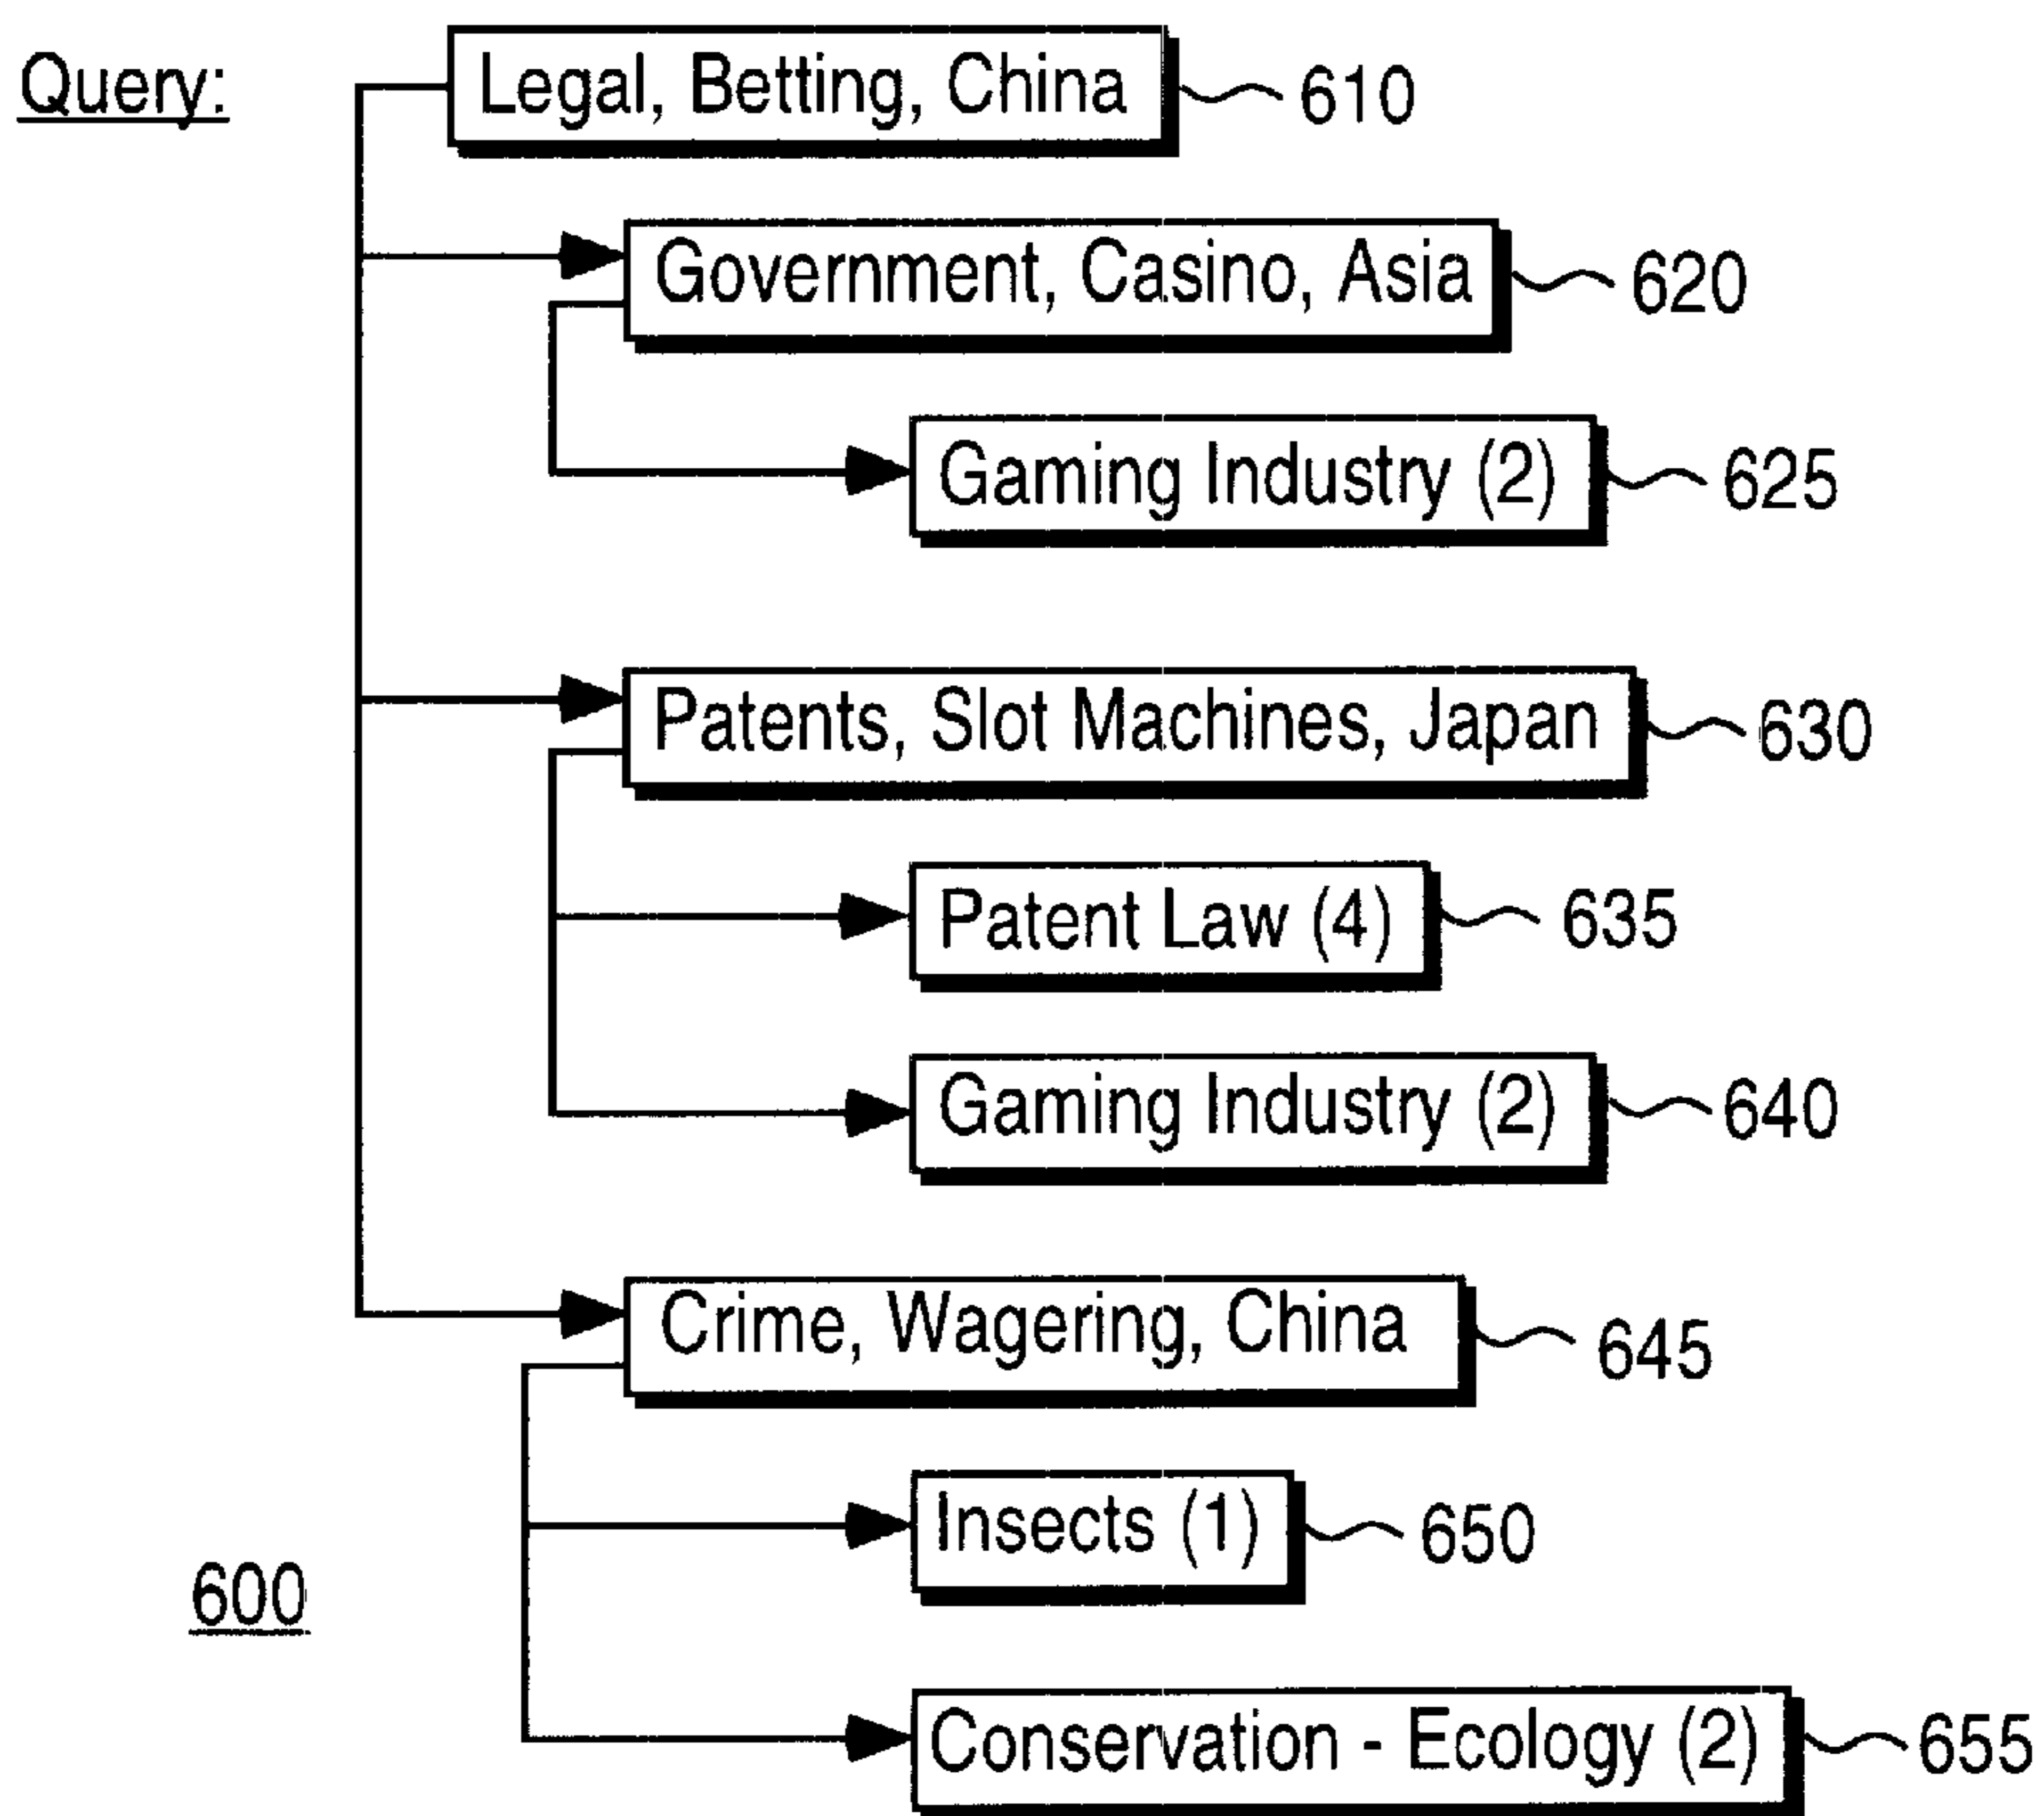 Query:
Legal, Betting, China
610
Government, Casino, Asia
620
Gaming Industry (2)
625
Patents, Slot Machines, Japan
630
Patent Law (4)
635
Gaming Industry (2)
640
Crime, Wagering, China
645
Insects (1)
650
600
Conservation - Ecology (2)
655